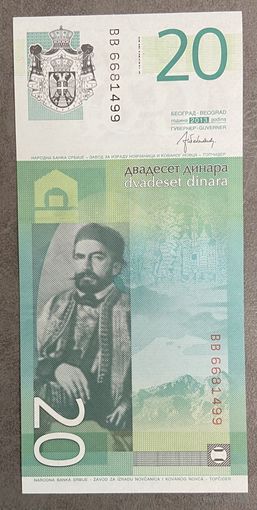 BB 6681499
20
БЕОГРАД - BEOGRAD
година 2013 godina
ГУВЕРНЕР - GUVERNER
НАРОДНА БАНКА СРБИЈЕ - ЗАВОД ЗА ИЗРАДУ НОВЧАНИЦА И КОВАНОГ НОВЦА - ТОПЧИДЕР
двадесет динара
dvadeset dinara
BB 6681499
20
NARODNA BANKA SRBIJE - ZAVOD ZA IZRADU NOVČANICA I KOVANOG NOVCA - TOPČIDER